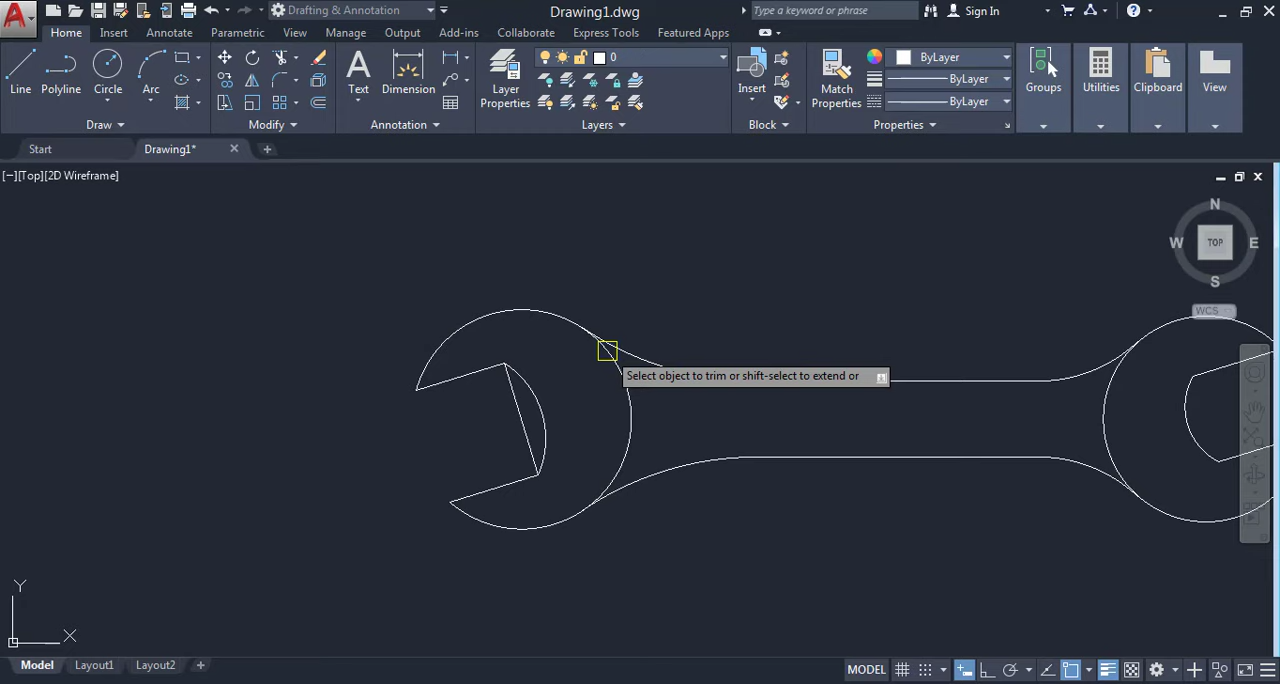 Drafting & Annotation
Drawing1.dwg
Type a keyword or phrase
Sign In
Home Insert Annotate Parametric View Manage Output Add-ins Collaborate Express Tools Featured Apps
0
ByLayer
ByLayer
ByLayer
Line Polyline Circle Arc
Text Dimension
Layer Properties
Insert
Match Properties
Groups Utilities Clipboard View
Draw Modify Annotation Layers Block Properties
Start Drawing1*
[−][Top][2D Wireframe]
N
W TOP E
S
WCS
Select object to trim or shift-select to extend or
Y
X
Model Layout1 Layout2
MODEL